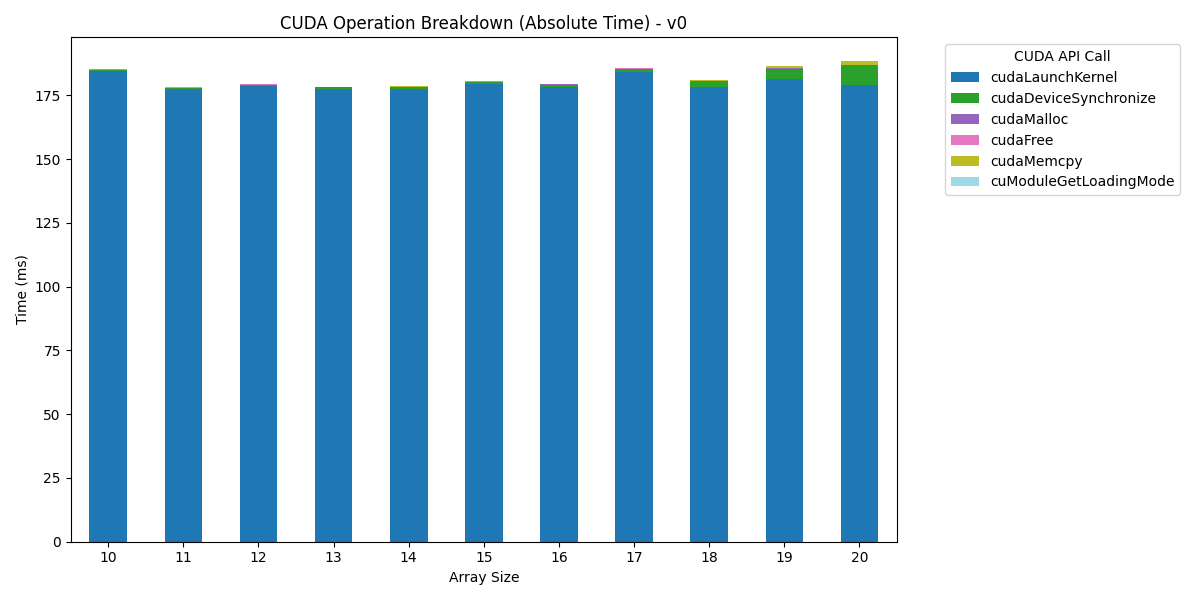 CUDA Operation Breakdown (Absolute Time) - v0
CUDA API Call
cudaLaunchKernel
cudaDeviceSynchronize
cudaMalloc
cudaFree
cudaMemcpy
cuModuleGetLoadingMode
Time (ms)
175
150
125
100
75
50
25
0
10 11 12 13 14 15 16 17 18 19 20
Array Size